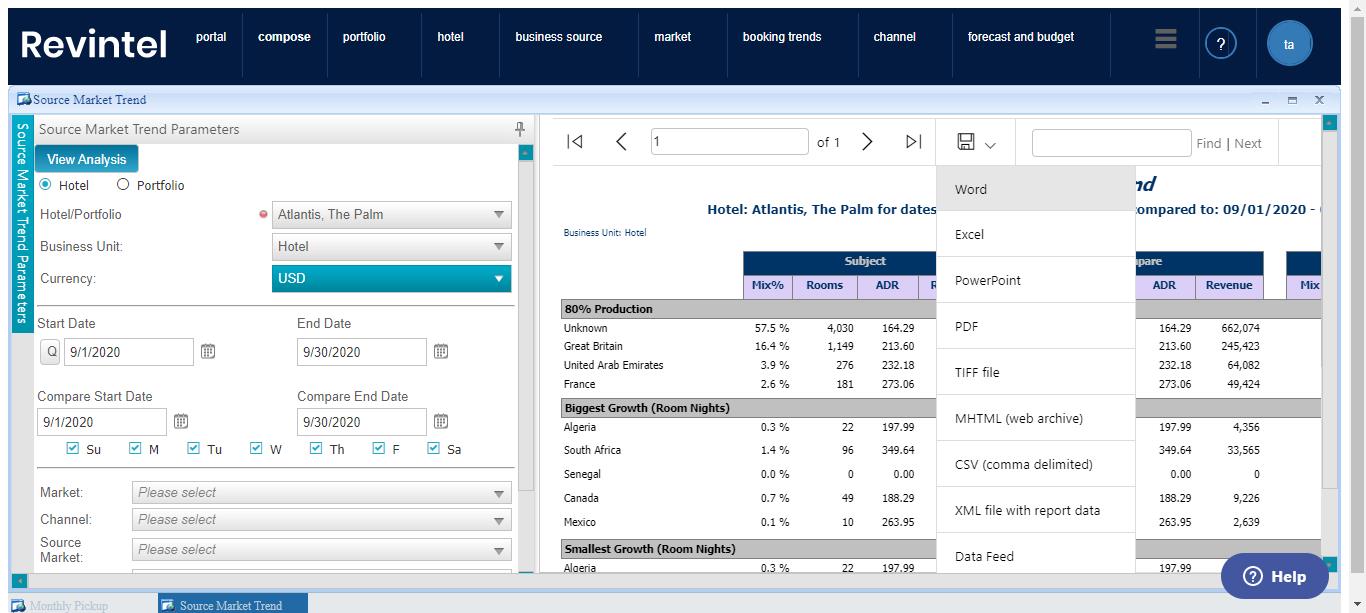 Revintel
portal compose portfolio hotel business source market booking trends channel forecast and budget ? ta
Source Market Trend
Source Market Trend Parameters
Source Market Trend Parameters
View Analysis
Hotel Portfolio
Hotel/Portfolio Atlantis, The Palm
Business Unit: Hotel
Currency: USD
Start Date End Date
Q 9/1/2020 9/30/2020
Compare Start Date Compare End Date
9/1/2020 9/30/2020
Su M Tu W Th F Sa
Market: Please select
Channel: Please select
Source Market: Please select
1 of 1 Find | Next
nd
Hotel: Atlantis, The Palm for dates compared to: 09/01/2020 -
Business Unit: Hotel
Subject pare
Mix% Rooms ADR R ADR Revenue Mix
80% Production
Unknown 57.5 % 4,030 164.29 164.29 662,074
Great Britain 16.4 % 1,149 213.60 213.60 245,423
United Arab Emirates 3.9 % 276 232.18 232.18 64,082
France 2.6 % 181 273.06 273.06 49,424
Biggest Growth (Room Nights)
Algeria 0.3 % 22 197.99 197.99 4,356
South Africa 1.4 % 96 349.64 349.64 33,565
Senegal 0.0 % 0 0.00 0.00 0
Canada 0.7 % 49 188.29 188.29 9,226
Mexico 0.1 % 10 263.95 263.95 2,639
Smallest Growth (Room Nights)
Algeria 0.3 % 22 197.99 197.99
Word
Excel
PowerPoint
PDF
TIFF file
MHTML (web archive)
CSV (comma delimited)
XML file with report data
Data Feed
? Help
Monthly Pickup Source Market Trend